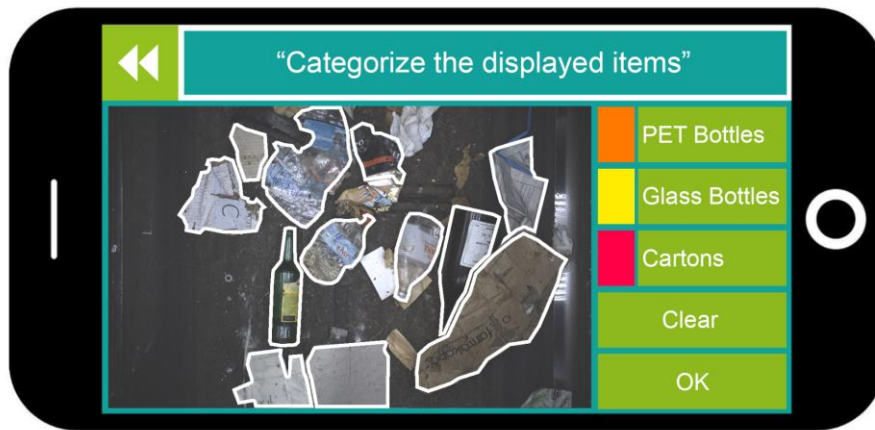 “Categorize the displayed items”
PET Bottles
Glass Bottles
Cartons
Clear
OK
C